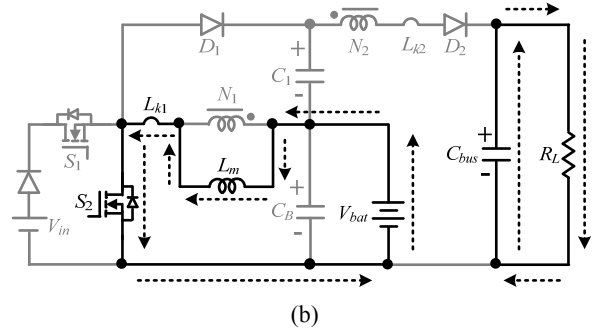 D1 + N2 Lk2 D2
C1
-
Lk1 N1
S1
Lm
S2
+
CB
-
Vbat
+
Cbus
-
RL
Vin
(b)